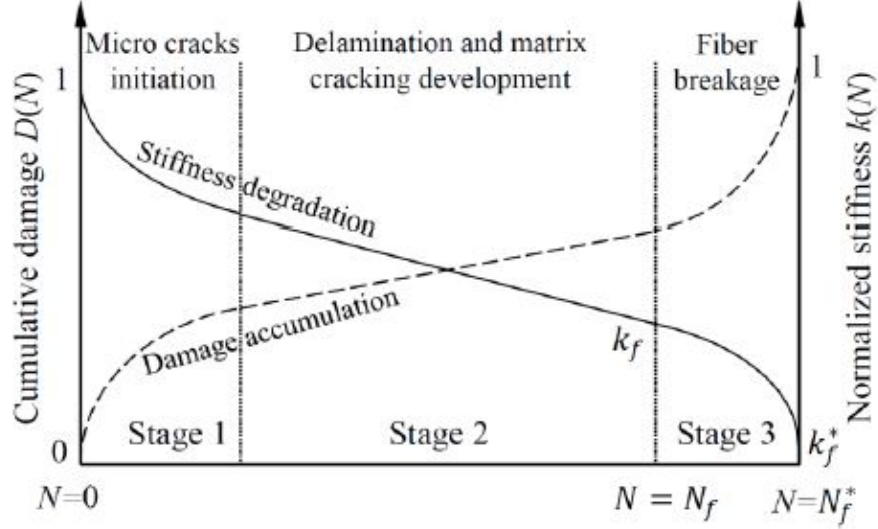 Micro cracks
initiation
Delamination and matrix
cracking development
Fiber
breakage
1
1
Cumulative damage D(N)
Normalized stiffness k(N)
Stiffness degradation
Damage accumulation
k_f
Stage 1
Stage 2
Stage 3
0
k_f^*
N=0
N = N_f
N=N_f^*